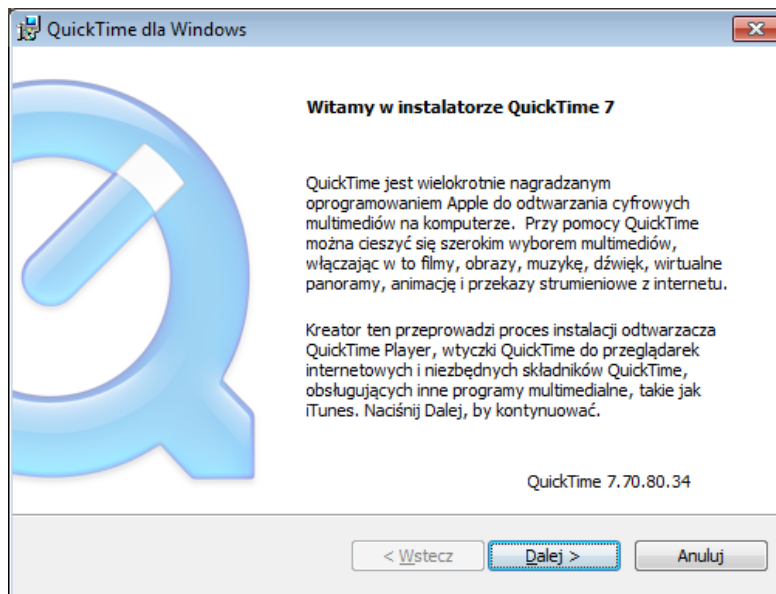 QuickTime dla Windows
Witamy w instalatorze QuickTime 7
QuickTime jest wielokrotnie nagradzanym
oprogramowaniem Apple do odtwarzania cyfrowych
multimediów na komputerze.  Przy pomocy QuickTime
można cieszyć się szerokim wyborem multimediów,
włączając w to filmy, obrazy, muzykę, dźwięk, wirtualne
panoramy, animację i przekazy strumieniowe z internetu.
Kreator ten przeprowadzi proces instalacji odtwarzacza
QuickTime Player, wtyczki QuickTime do przeglądarek
internetowych i niezbędnych składników QuickTime,
obsługujących inne programy multimedialne, takie jak
iTunes. Naciśnij Dalej, by kontynuować.
QuickTime 7.70.80.34
< Wstecz
Dalej >
Anuluj